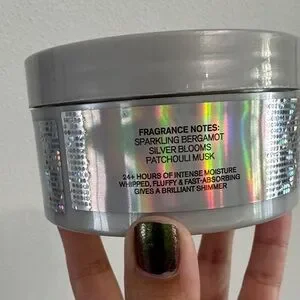 FRAGRANCE NOTES:
SPARKLING BERGAMOT
SILVER BLOOMS
PATCHOULI MUSK
24+ HOURS OF INTENSE MOISTURE
WHIPPED, FLUFFY & FAST-ABSORBING
GIVES A BRILLIANT SHIMMER